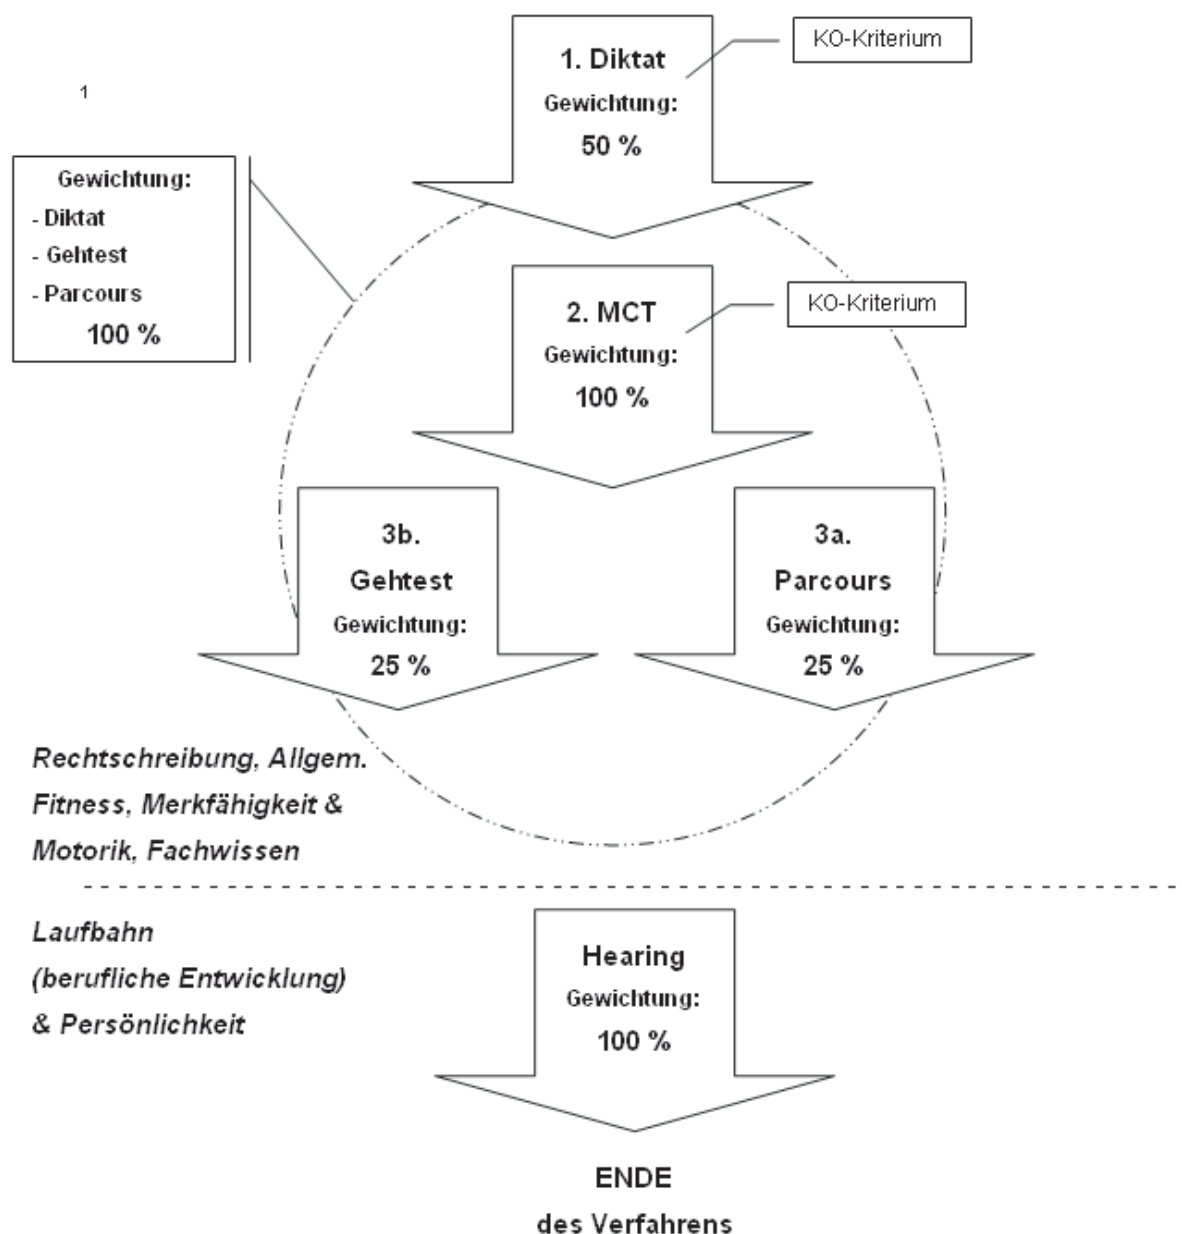 1. Diktat
Gewichtung:
50 %
KO-Kriterium
1
Gewichtung:
- Diktat
- Gehtest
- Parcours
100 %
2. MCT
Gewichtung:
100 %
KO-Kriterium
3b.
Gehtest
Gewichtung:
25 %
3a.
Parcours
Gewichtung:
25 %
Rechtschreibung, Allgem.
Fitness, Merkfähigkeit &
Motorik, Fachwissen
Laufbahn
(berufliche Entwicklung)
& Persönlichkeit
Hearing
Gewichtung:
100 %
ENDE
des Verfahrens